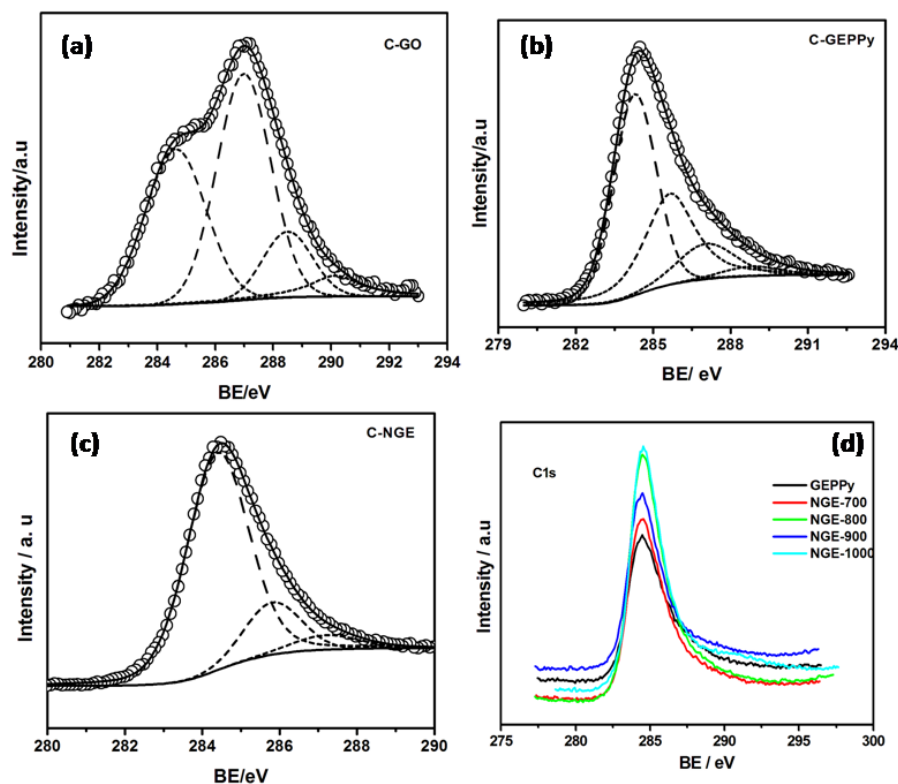 (a)
C-GO
Intensity/a.u
280 282 284 286 288 290 292 294
BE/eV
(b)
C-GEPPy
Intensity/a.u
279 282 285 288 291 294
BE/ eV
(c)
C-NGE
Intensity / a. u
280 282 284 286 288 290
BE/eV
(d)
C1s
GEPPy
NGE-700
NGE-800
NGE-900
NGE-1000
Intensity / a.u
275 280 285 290 295 300
BE / eV